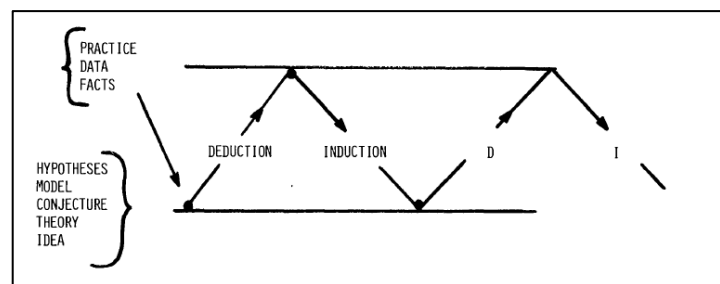 PRACTICE
DATA
FACTS
DEDUCTION
INDUCTION
D
I
HYPOTHESES
MODEL
CONJECTURE
THEORY
IDEA